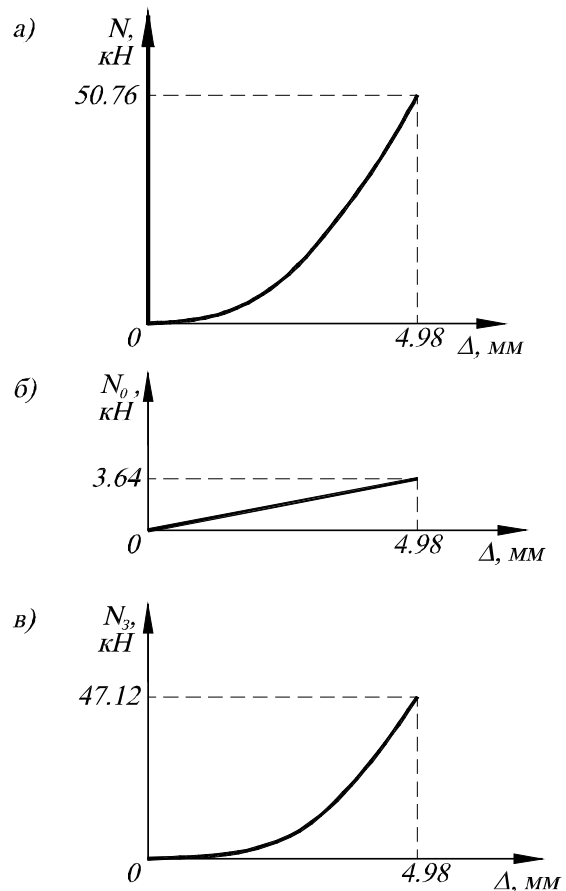 а)
N,
кН
50.76
0
4.98
Δ, мм
б)
N₀,
кН
3.64
0
4.98
Δ, мм
в)
N₃,
кН
47.12
0
4.98
Δ, мм